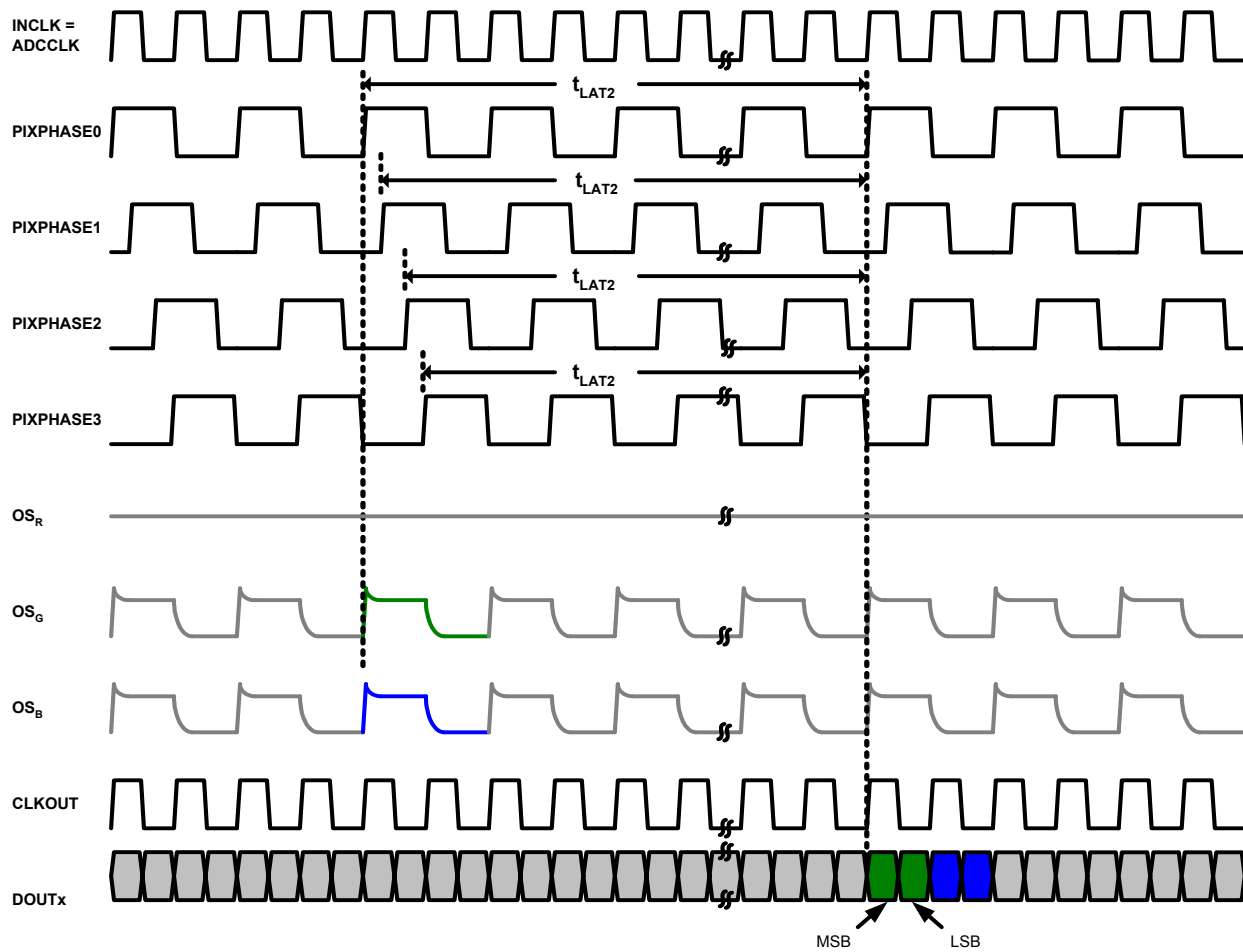 INCLK =
ADCCLK
tLAT2
PIXPHASE0
tLAT2
PIXPHASE1
tLAT2
PIXPHASE2
tLAT2
PIXPHASE3
OSR
OSG
OSB
CLKOUT
DOUTx
MSB LSB